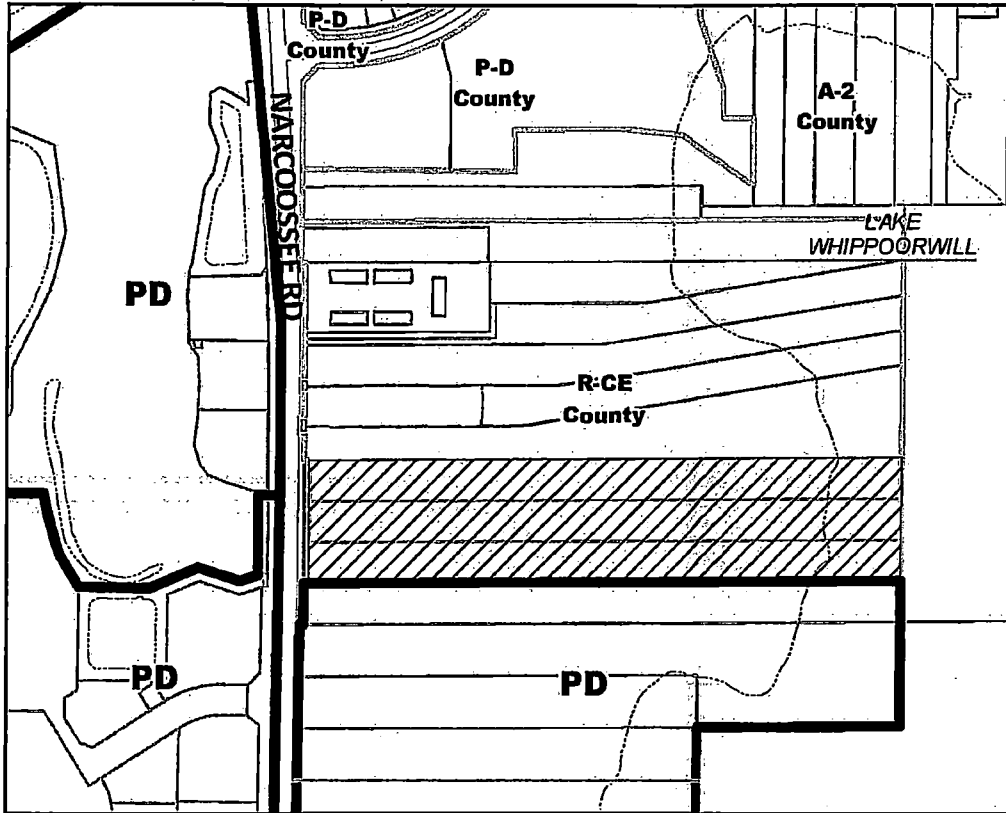 P-D
County
P-D
County
A-2
County
NARCOOSSEE RD
LAKE
WHIPPOORWILL
PD
R-CE
County
PD
PD